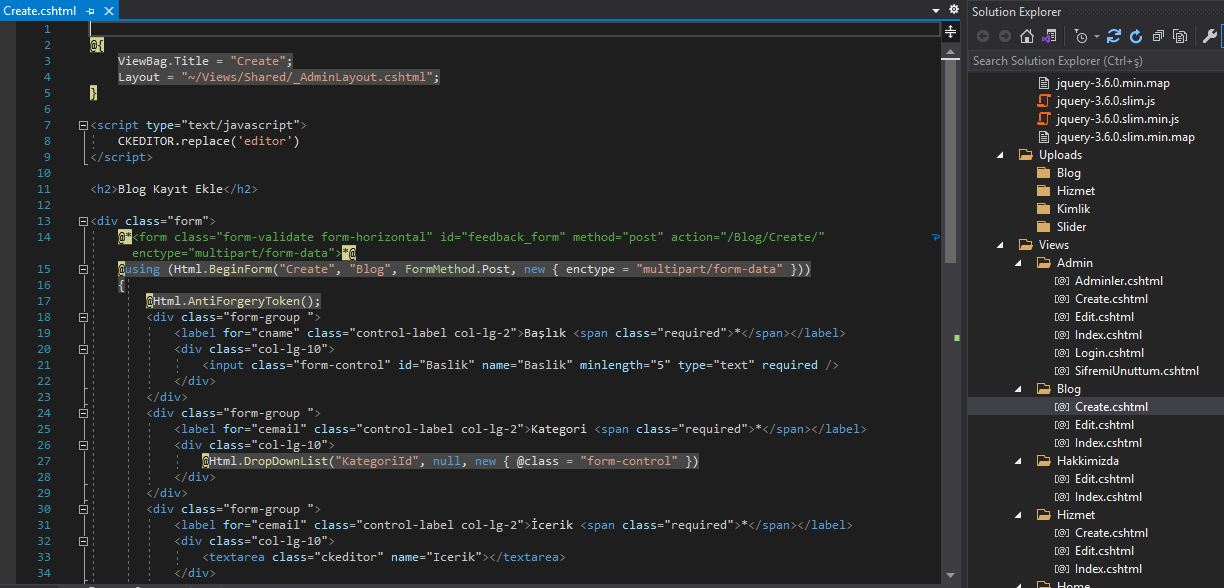 Create.cshtml
1
2 @{
3 ViewBag.Title = "Create";
4 Layout = "~/Views/Shared/_AdminLayout.cshtml";
5 }
6
7 <script type="text/javascript">
8 CKEDITOR.replace('editor')
9 </script>
10
11 <h2>Blog Kayıt Ekle</h2>
12
13 <div class="form">
14 @*<form class="form-validate form-horizontal" id="feedback_form" method="post" action="/Blog/Create/"
enctype="multipart/form-data">*@
15 @using (Html.BeginForm("Create", "Blog", FormMethod.Post, new { enctype = "multipart/form-data" }))
16 {
17 @Html.AntiForgeryToken();
18 <div class="form-group ">
19 <label for="cname" class="control-label col-lg-2">Başlık <span class="required">*</span></label>
20 <div class="col-lg-10">
21 <input class="form-control" id="Baslik" name="Baslik" minlength="5" type="text" required />
22 </div>
23 </div>
24 <div class="form-group ">
25 <label for="cemail" class="control-label col-lg-2">Kategori <span class="required">*</span></label>
26 <div class="col-lg-10">
27 @Html.DropDownList("KategoriId", null, new { @class = "form-control" })
28 </div>
29 </div>
30 <div class="form-group ">
31 <label for="cemail" class="control-label col-lg-2">İcerik <span class="required">*</span></label>
32 <div class="col-lg-10">
33 <textarea class="ckeditor" name="Icerik"></textarea>
34 </div>
Solution Explorer
Search Solution Explorer (Ctrl+ş)
jquery-3.6.0.min.map
jquery-3.6.0.slim.js
jquery-3.6.0.slim.min.js
jquery-3.6.0.slim.min.map
Uploads
Blog
Hizmet
Kimlik
Slider
Views
Admin
Adminler.cshtml
Create.cshtml
Edit.cshtml
Index.cshtml
Login.cshtml
SifremiUnuttum.cshtml
Blog
Create.cshtml
Edit.cshtml
Index.cshtml
Hakkimizda
Edit.cshtml
Index.cshtml
Hizmet
Create.cshtml
Edit.cshtml
Index.cshtml
Home